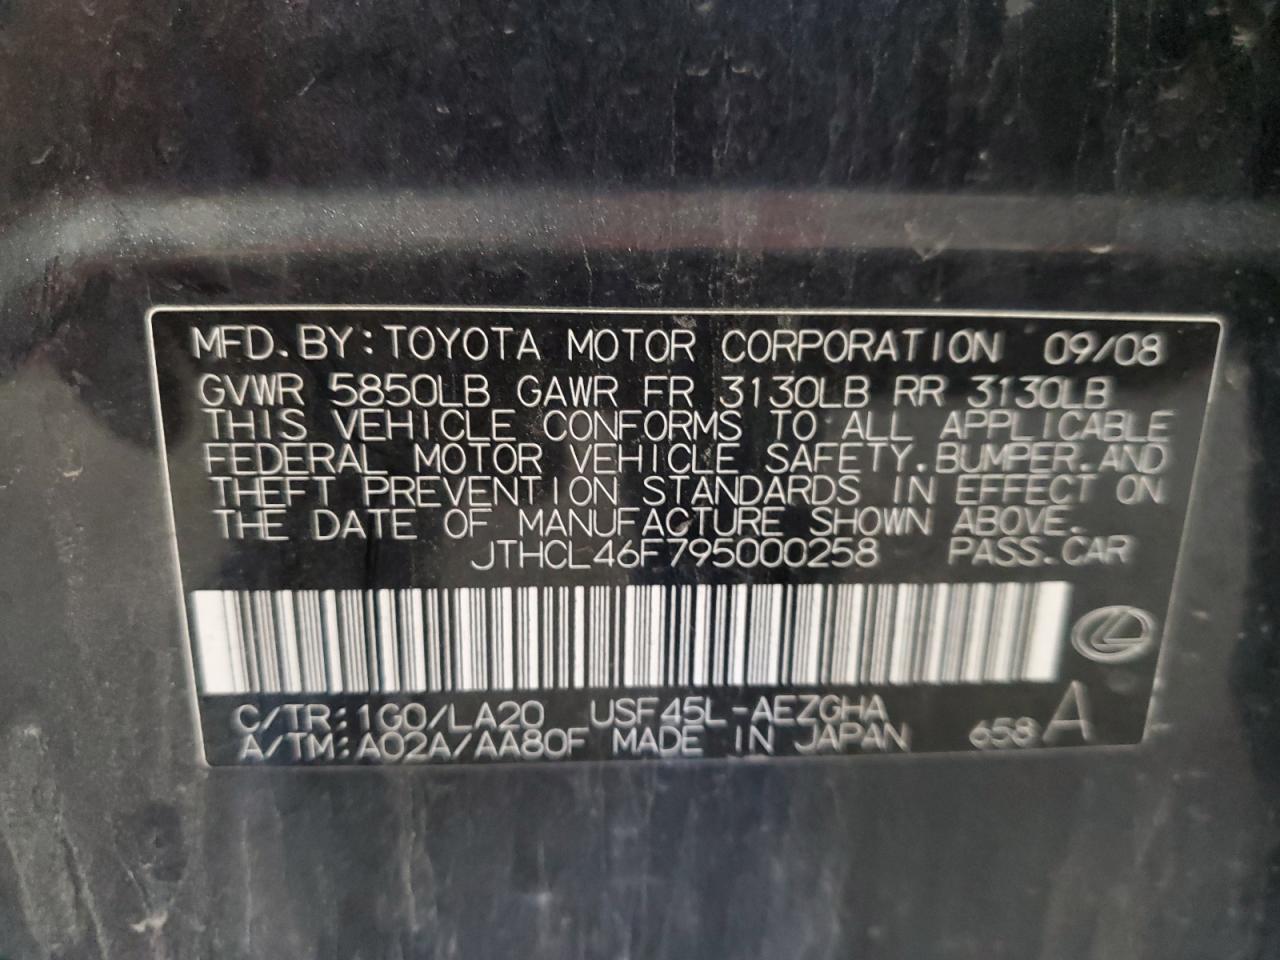 MFD. BY: TOYOTA MOTOR CORPORATION 09/08
GVWR 5850LB GAWR FR 3130LB RR 3130LB
THIS VEHICLE CONFORMS TO ALL APPLICABLE
FEDERAL MOTOR VEHICLE SAFETY. BUMPER. AND
THEFT PREVENTION STANDARDS IN EFFECT ON
THE DATE OF MANUFACTURE SHOWN ABOVE.
JTHCL46F795000258 PASS. CAR
C/TR: 1G0/LA20 USF45L-AEZGHA
A/TM: A02A/AA80F MADE IN JAPAN 658 A